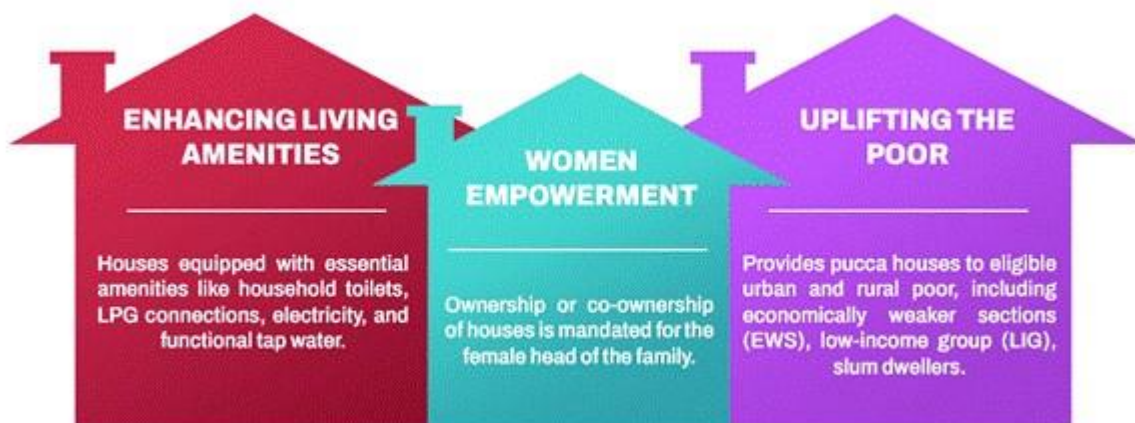 ENHANCING LIVING
AMENITIES
Houses equipped with essential
amenities like household toilets,
LPG connections, electricity, and
functional tap water.
WOMEN
EMPOWERMENT
Ownership or co-ownership
of houses is mandated for the
female head of the family.
UPLIFTING THE
POOR
Provides pucca houses to eligible
urban and rural poor, including
economically weaker sections
(EWS), low-income group (LIG),
slum dwellers.